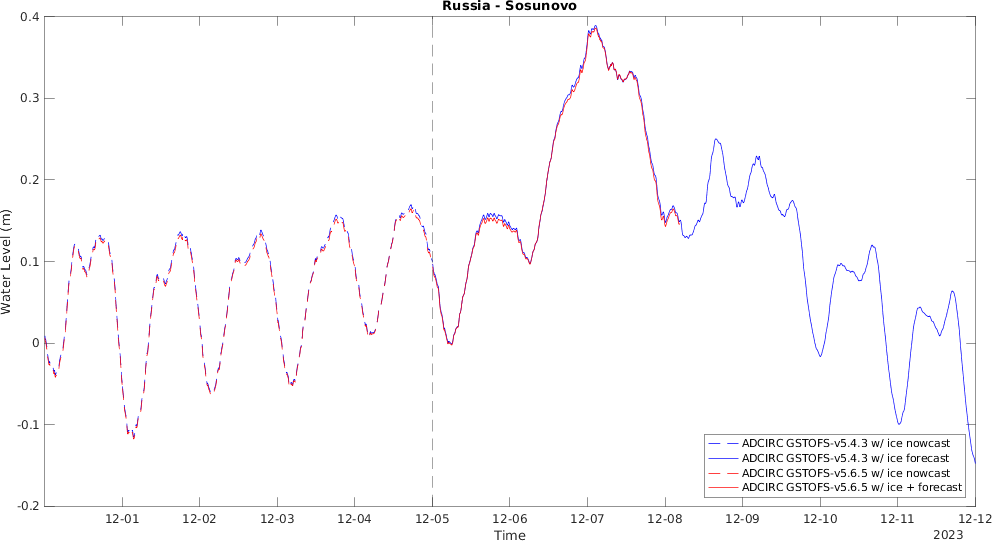 Russia - Sosunovo
Water Level (m)
0.4
0.3
0.2
0.1
0
-0.1
-0.2
12-01 12-02 12-03 12-04 12-05 12-06 12-07 12-08 12-09 12-10 12-11 12-12
Time
2023
ADCIRC GSTOFS-v5.4.3 w/ ice nowcast
ADCIRC GSTOFS-v5.4.3 w/ ice forecast
ADCIRC GSTOFS-v5.6.5 w/ ice nowcast
ADCIRC GSTOFS-v5.6.5 w/ ice + forecast